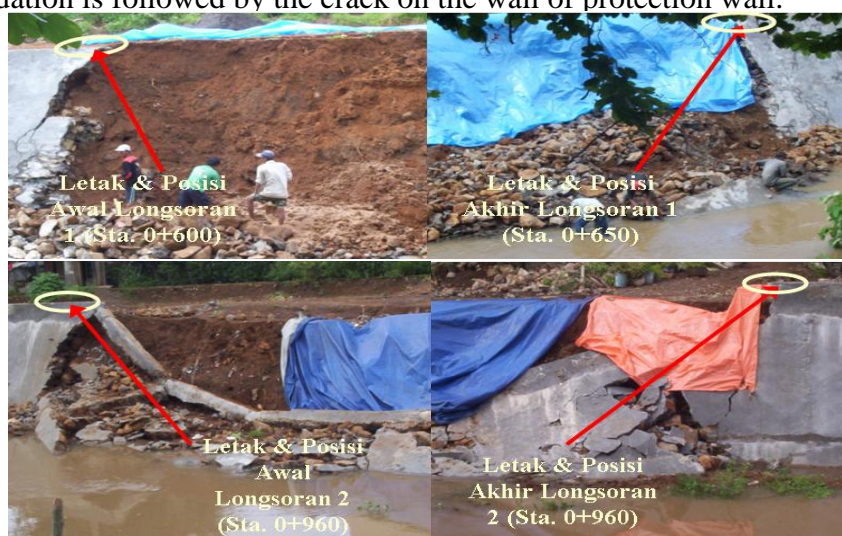 dation is followed by the crack on the wall of protection wall.
Letak & Posisi
Awal Longsoran
1 (Sta. 0+600)
Letak & Posisi
Akhir Longsoran 1
(Sta. 0+650)
Letak & Posisi
Awal
Longsoran 2
(Sta. 0+960)
Letak & Posisi
Akhir Longsoran
2 (Sta. 0+960)